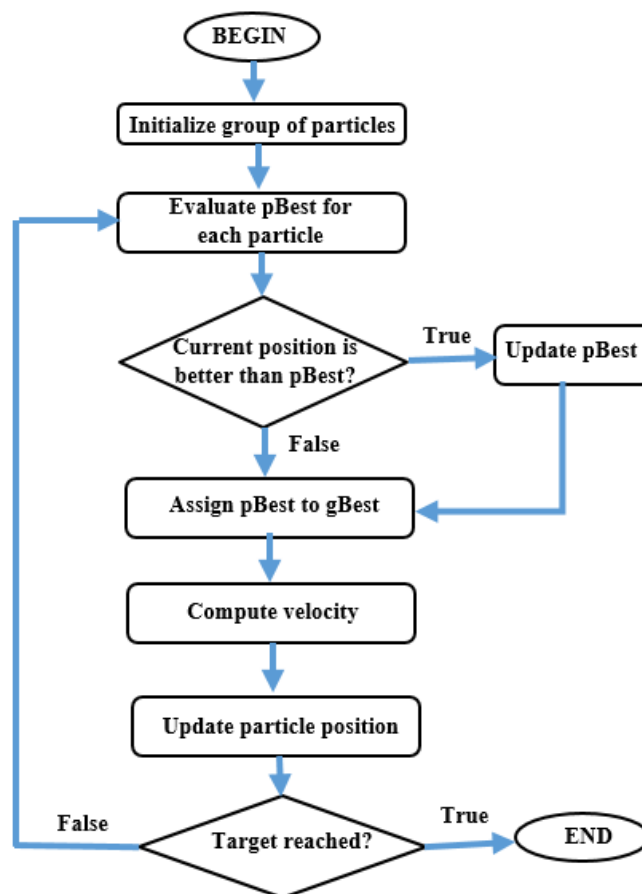 BEGIN
Initialize group of particles
Evaluate pBest for
each particle
Current position is
better than pBest?
True
Update pBest
False
Assign pBest to gBest
Compute velocity
Update particle position
False
Target reached?
True
END